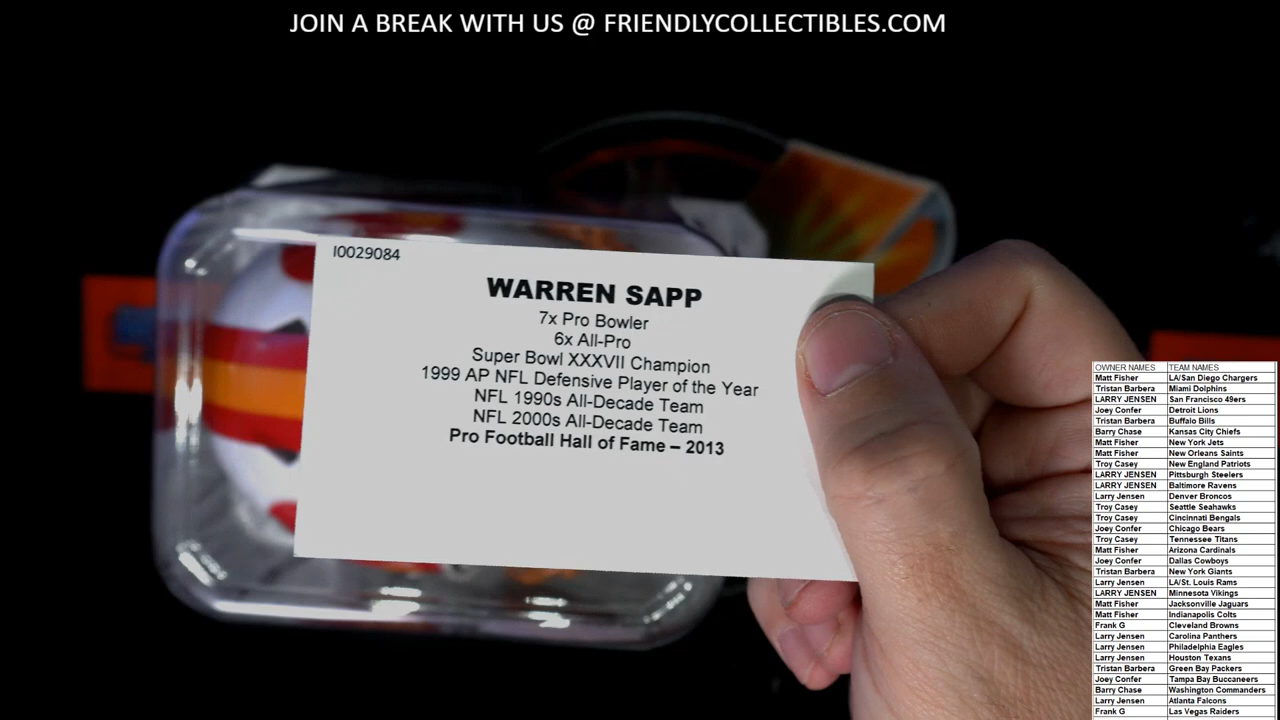 JOIN A BREAK WITH US @ FRIENDLYCOLLECTIBLES.COM
I0029084
WARREN SAPP
7x Pro Bowler
6x All-Pro
Super Bowl XXXVII Champion
1999 AP NFL Defensive Player of the Year
NFL 1990s All-Decade Team
NFL 2000s All-Decade Team
Pro Football Hall of Fame – 2013
OWNER NAMES TEAM NAMES
Matt Fisher LA/San Diego Chargers
Tristan Barbera Miami Dolphins
LARRY JENSEN San Francisco 49ers
Joey Confer Detroit Lions
Tristan Barbera Buffalo Bills
Barry Chase Kansas City Chiefs
Matt Fisher New York Jets
Matt Fisher New Orleans Saints
Troy Casey New England Patriots
LARRY JENSEN Pittsburgh Steelers
LARRY JENSEN Baltimore Ravens
Larry Jensen Denver Broncos
Troy Casey Seattle Seahawks
Troy Casey Cincinnati Bengals
Joey Confer Chicago Bears
Troy Casey Tennessee Titans
Matt Fisher Arizona Cardinals
Joey Confer Dallas Cowboys
Tristan Barbera New York Giants
Larry Jensen LA/St. Louis Rams
LARRY JENSEN Minnesota Vikings
Matt Fisher Jacksonville Jaguars
Matt Fisher Indianapolis Colts
Frank G Cleveland Browns
Larry Jensen Carolina Panthers
Larry Jensen Philadelphia Eagles
Larry Jensen Houston Texans
Tristan Barbera Green Bay Packers
Joey Confer Tampa Bay Buccaneers
Barry Chase Washington Commanders
Larry Jensen Atlanta Falcons
Frank G Las Vegas Raiders